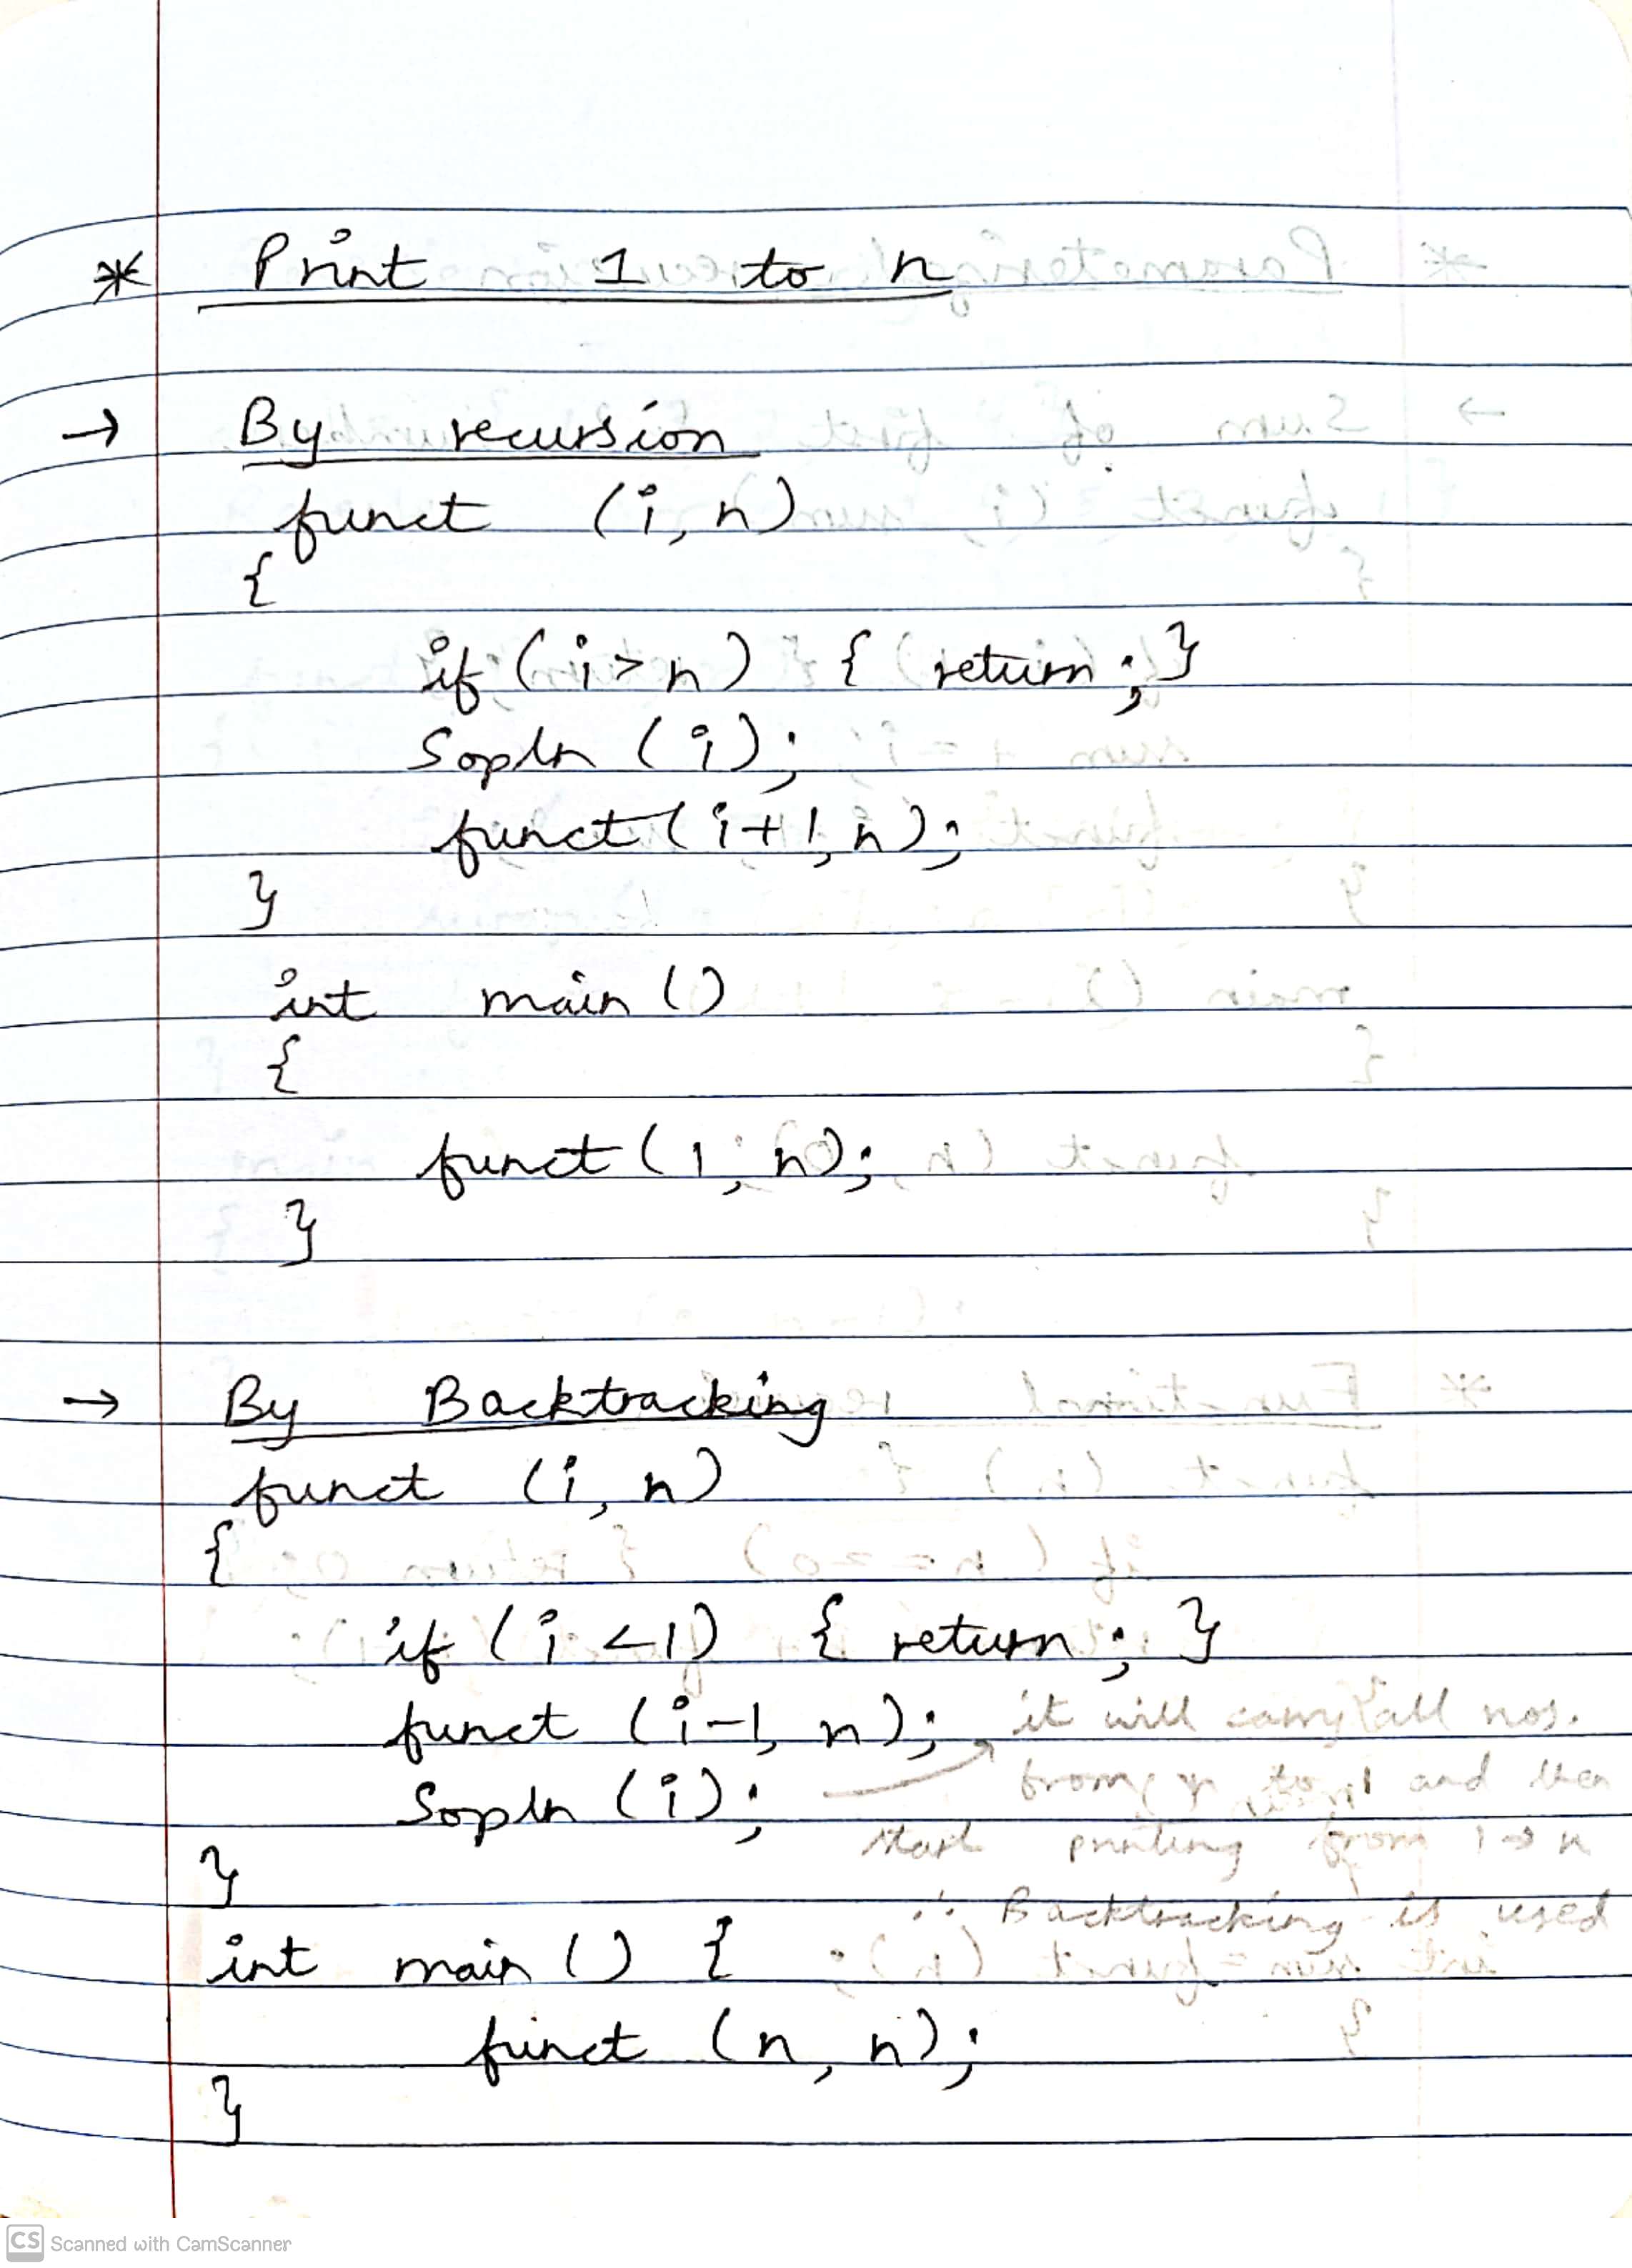 * Print 1 to n
→ By recursion
funct (i, n)
{
if (i > n) { return ; }
Sopln (i);
funct (i+1, n);
}
int main ()
{
funct (1, n);
}
→ By Backtracking
funct (i, n)
{
if (i < 1) { return ; }
funct (i-1, n); it will carry all nos.
Sopln (i); from n to 1 and then
start printing from 1 → n
}
∴ Backtracking is used
int main () {
funct (n, n);
}
CS Scanned with CamScanner